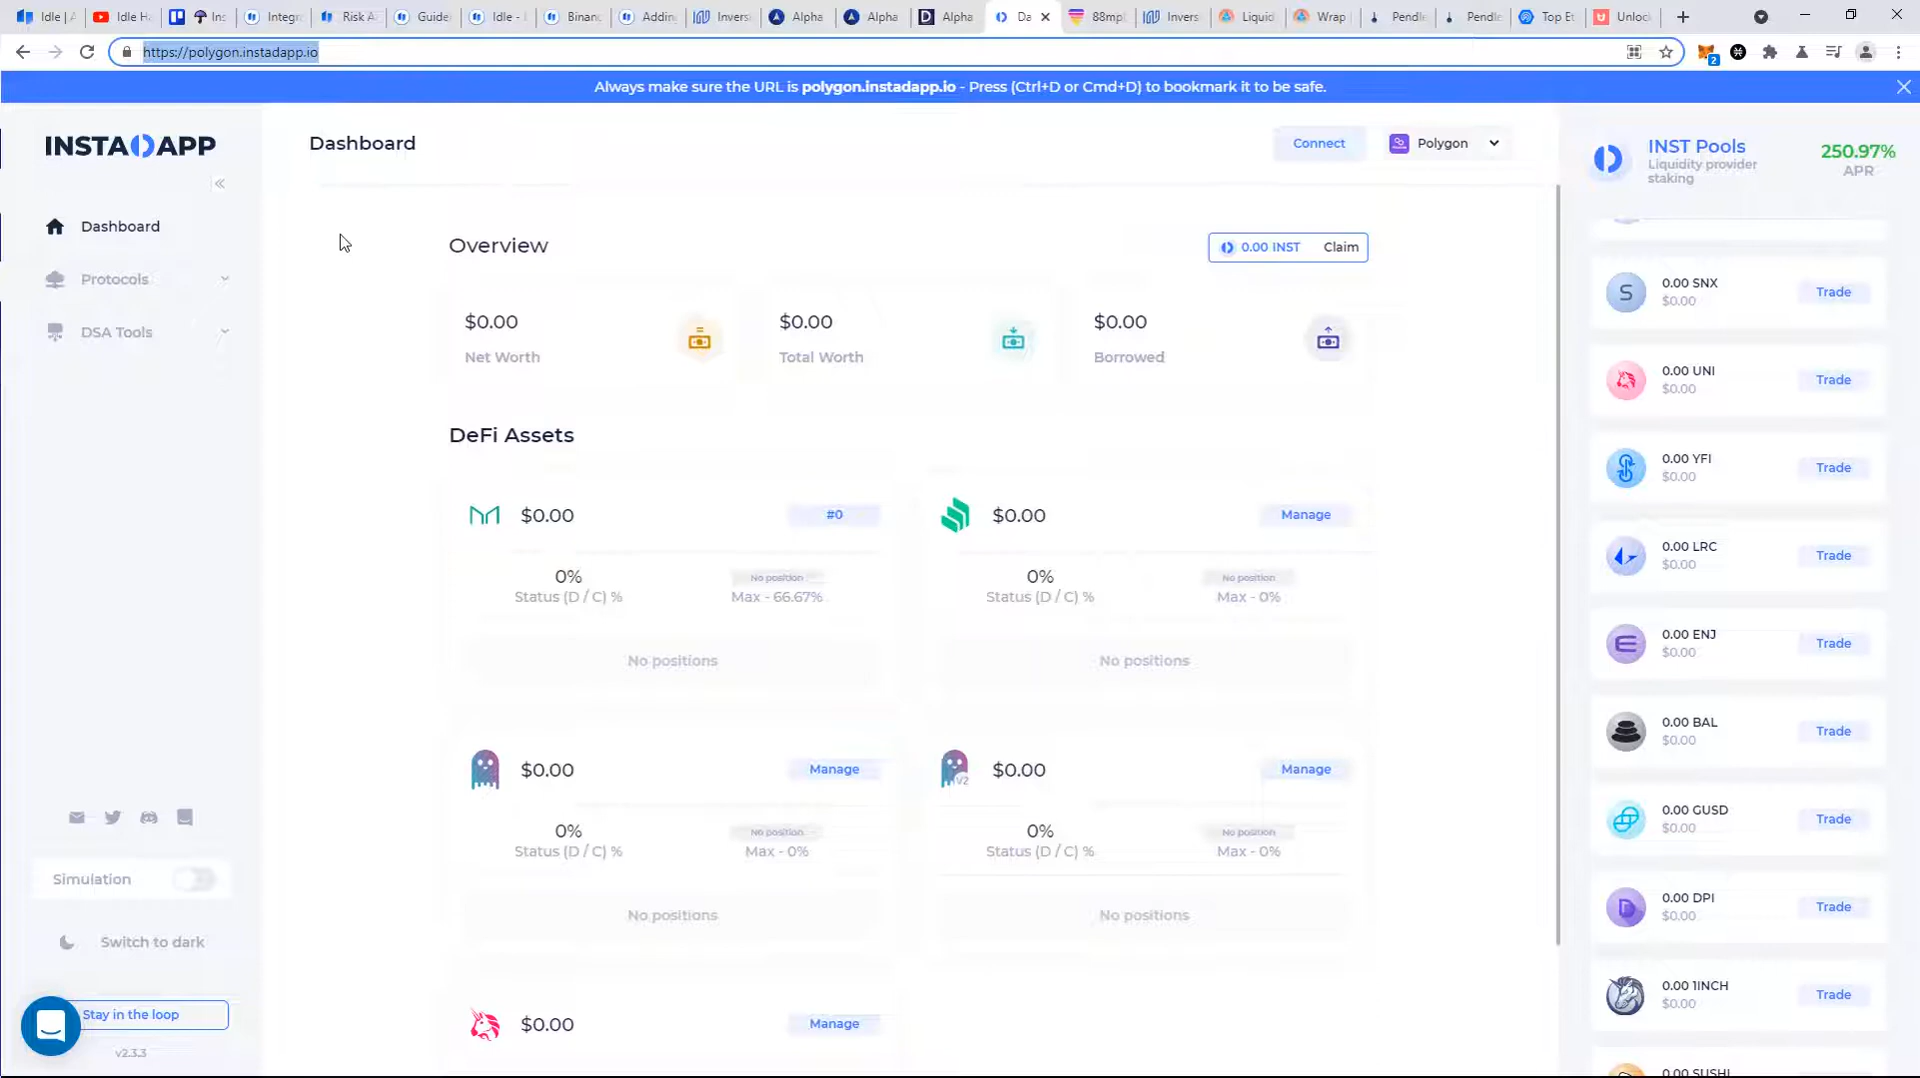 Idle | A
Idle Ha
Ins
Integra
Risk A
Guide
Idle -
Binan
Addin
Inversi
Alpha
Alpha
Alpha
Da
88mp
Invers
Liquid
Wrap
Pendle
Pendle
Top Et
Unlock
https://polygon.instadapp.io
2
Always make sure the URL is polygon.instadapp.io - Press (Ctrl+D or Cmd+D) to bookmark it to be safe.
INSTADAPP
Dashboard
Protocols
DSA Tools
Simulation
Switch to dark
Stay in the loop
v2.3.3
Dashboard
Connect
Polygon
Overview
0.00 INST Claim
$0.00
Net Worth
$0.00
Total Worth
$0.00
Borrowed
DeFi Assets
$0.00
#0
0%
Status (D / C) %
No position
Max - 66.67%
No positions
$0.00
Manage
0%
Status (D / C) %
No position
Max - 0%
No positions
$0.00
Manage
0%
Status (D / C) %
No position
Max - 0%
No positions
V2
$0.00
Manage
0%
Status (D / C) %
No position
Max - 0%
No positions
$0.00
Manage
INST Pools
Liquidity provider
staking
250.97%
APR
0.00 SNX
$0.00
Trade
0.00 UNI
$0.00
Trade
0.00 YFI
$0.00
Trade
0.00 LRC
$0.00
Trade
0.00 ENJ
$0.00
Trade
0.00 BAL
$0.00
Trade
0.00 GUSD
$0.00
Trade
0.00 DPI
$0.00
Trade
0.00 1INCH
$0.00
Trade
0.00 SUSHI